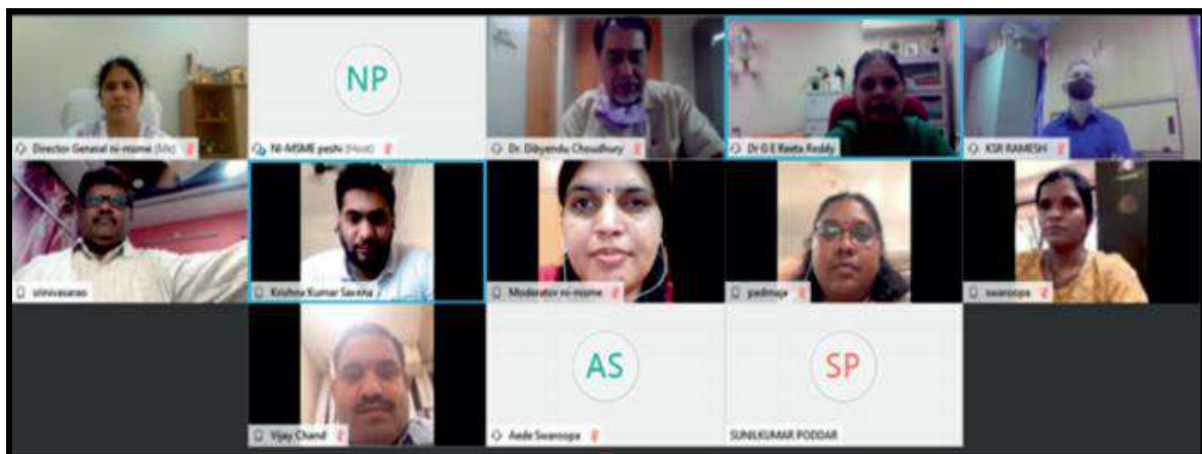 NP
Director General ni-msme (Me)
NI-MSME peshi (Host)
Dr. Dibyendu Choudhury
Dr G E Reeta Reddy
KSR RAMESH
srinivasarao
Krishna Kumar Saxena
Moderator ni-msme
padmaja
swaroopa
AS
SP
Vijay Chand
Aede Swaroopa
SUNILKUMAR PODDAR